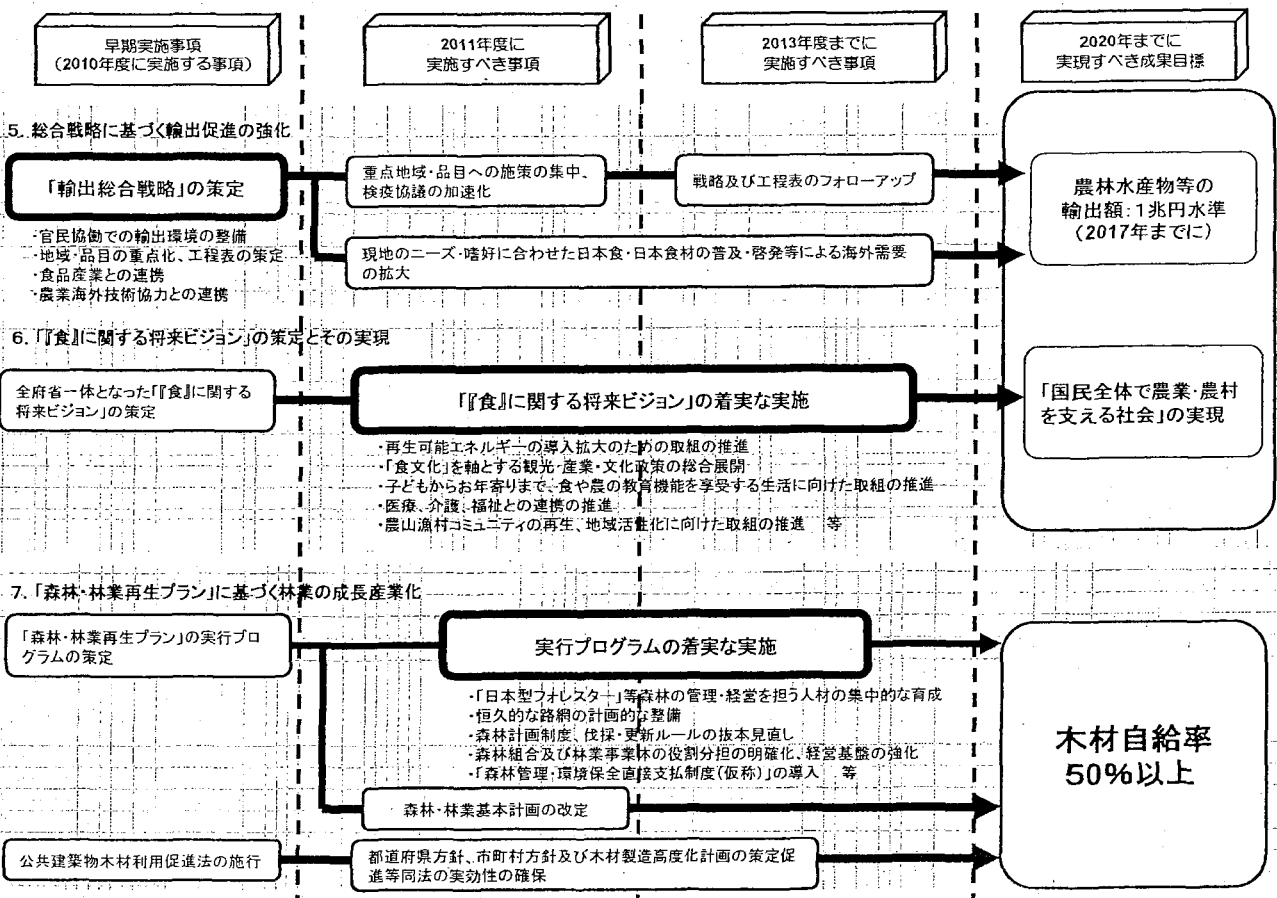 早期実施事項
(2010年度に実施する事項)
2011年度に
実施すべき事項
2013年度までに
実施すべき事項
2020年までに
実現すべき成果目標
5. 総合戦略に基づく輸出促進の強化
「輸出総合戦略」の策定
・官民協働での輸出環境の整備
・地域・品目の重点化、工程表の策定
・食品産業との連携
・農業海外技術協力との連携
重点地域・品目への施策の集中、
検疫協議の加速化
戦略及び工程表のフォローアップ
現地のニーズ・嗜好に合わせた日本食・日本食材の普及・啓発等による海外需要
の拡大
農林水産物等の
輸出額：1兆円水準
(2017年までに)
6. 「『食』に関する将来ビジョン」の策定とその実現
全府省一体となった「『食』に関する
将来ビジョン」の策定
「『食』に関する将来ビジョン」の着実な実施
・再生可能エネルギーの導入拡大のための取組の推進
・「食文化」を軸とする観光・産業・文化政策の総合展開
・子どもからお年寄りまで、食や農の教育機能を享受する生活に向けた取組の推進
・医療、介護、福祉との連携の推進
・農山漁村コミュニティの再生、地域活性化に向けた取組の推進　等
「国民全体で農業・農村
を支える社会」の実現
7. 「森林・林業再生プラン」に基づく林業の成長産業化
「森林・林業再生プラン」の実行プロ
グラムの策定
実行プログラムの着実な実施
・「日本型フォレスター」等森林の管理・経営を担う人材の集中的な育成
・恒久的な路網の計画的な整備
・森林計画制度、伐採・更新ルールの抜本見直し
・森林組合及び林業事業体の役割分担の明確化、経営基盤の強化
・「森林管理・環境保全直接支払制度(仮称)」の導入　等
森林・林業基本計画の改定
公共建築物木材利用促進法の施行
都道府県方針、市町村方針及び木材製造高度化計画の策定促
進等同法の実効性の確保
木材自給率
50%以上